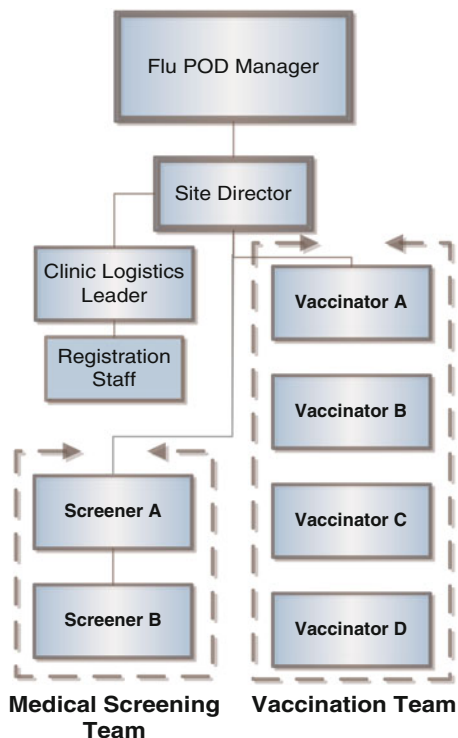 Flu POD Manager
Site Director
Clinic Logistics
Leader
Registration
Staff
Vaccinator A
Vaccinator B
Vaccinator C
Vaccinator D
Screener A
Screener B
Medical Screening
Team
Vaccination Team